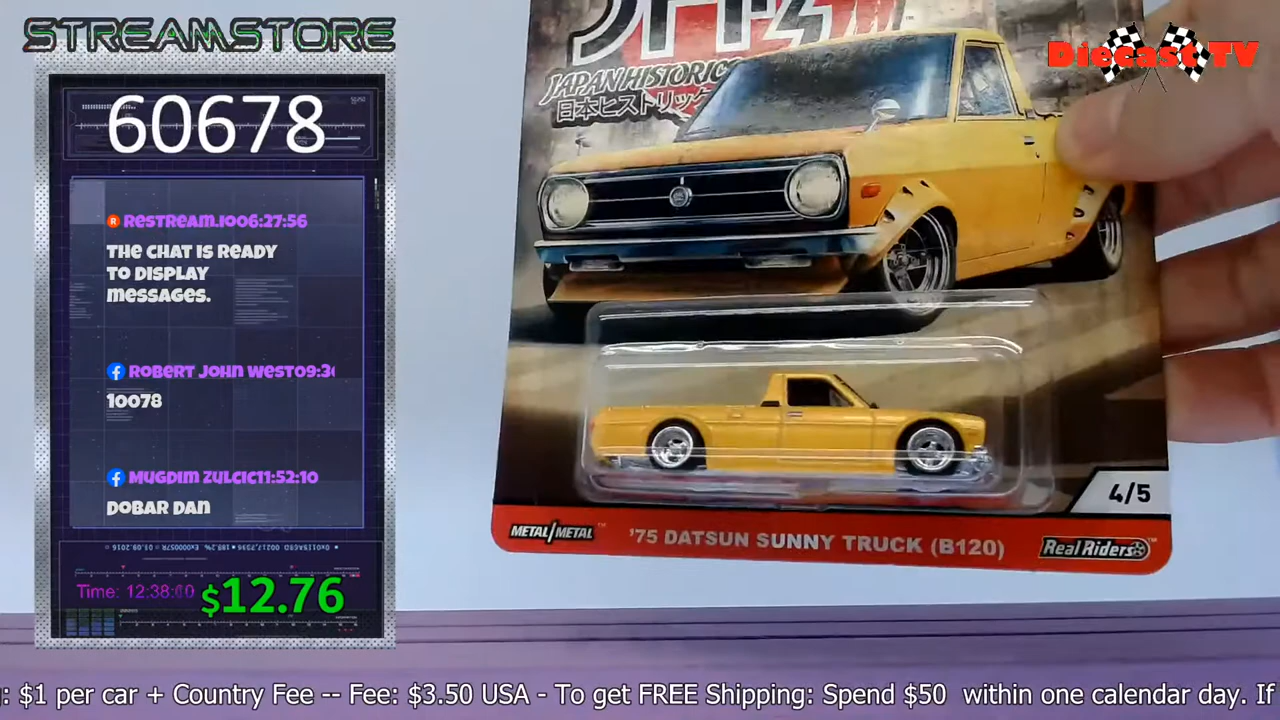 STREAMSTORE
60678
Restream.IO06:27:56
The chat is ready
to display
messages.
Robert John West09:3
10078
Mugdim Zulcic11:52:10
Dobar dan
Time: 12:38:00
$12.76
JAPAN HISTORICS
日本ヒストリック
4/5
METAL/METAL™
'75 DATSUN SUNNY TRUCK (B120)
Real Riders™
Diecast TV
g: $1 per car + Country Fee -- Fee: $3.50 USA - To get FREE Shipping: Spend $50 within one calendar day. If